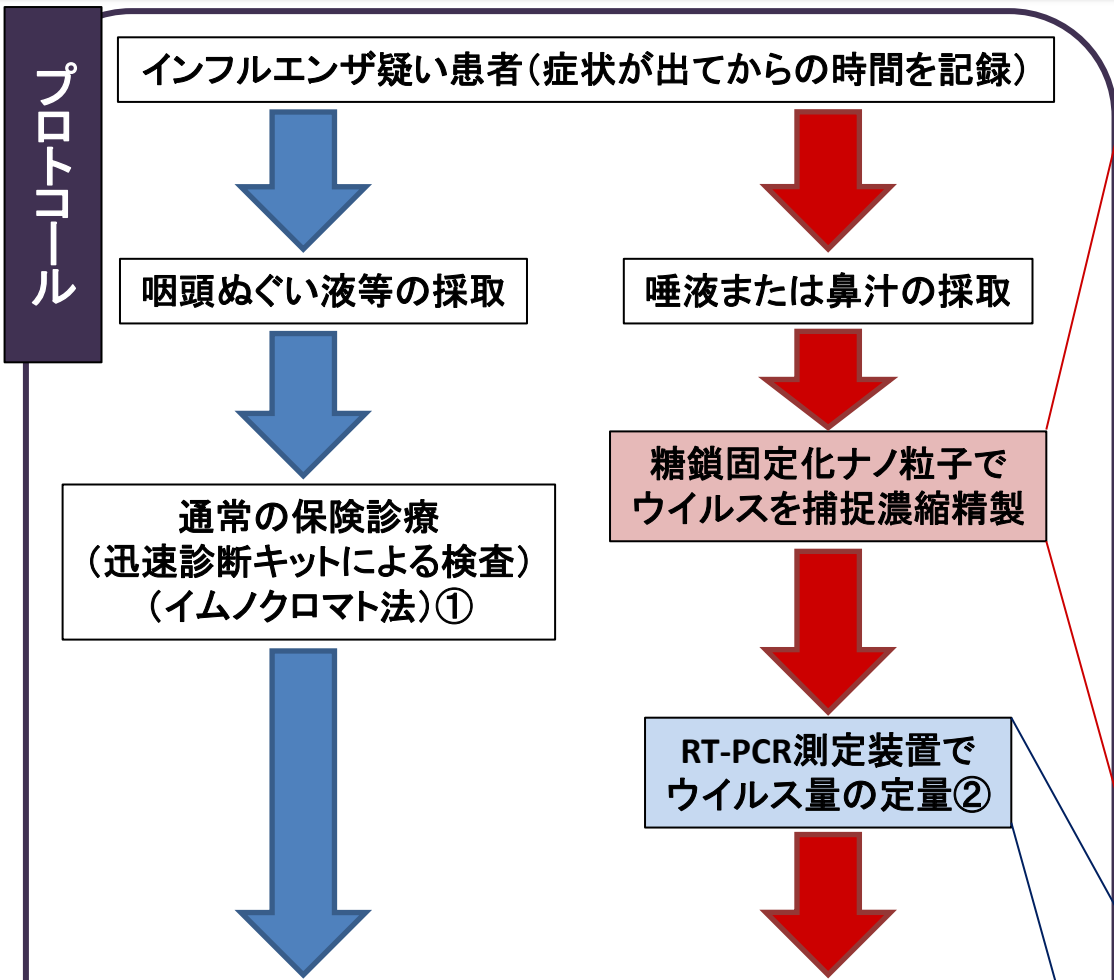 プロトコール
インフルエンザ疑い患者（症状が出てからの時間を記録）
咽頭ぬぐい液等の採取
唾液または鼻汁の採取
通常の保険診療
（迅速診断キットによる検査）
（イムノクロマト法）①
糖鎖固定化ナノ粒子で
ウイルスを捕捉濃縮精製
RT-PCR測定装置で
ウイルス量の定量②